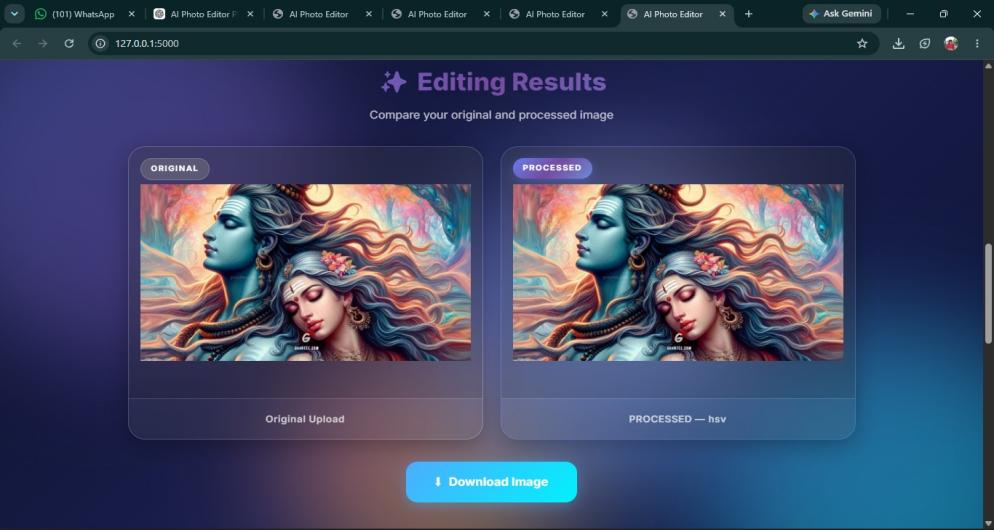 (101) WhatsApp
AI Photo Editor P
AI Photo Editor
AI Photo Editor
AI Photo Editor
AI Photo Editor
Ask Gemini
127.0.0.1:5000
Editing Results
Compare your original and processed image
ORIGINAL
PROCESSED
Original Upload
PROCESSED — hsv
⬇ Download Image